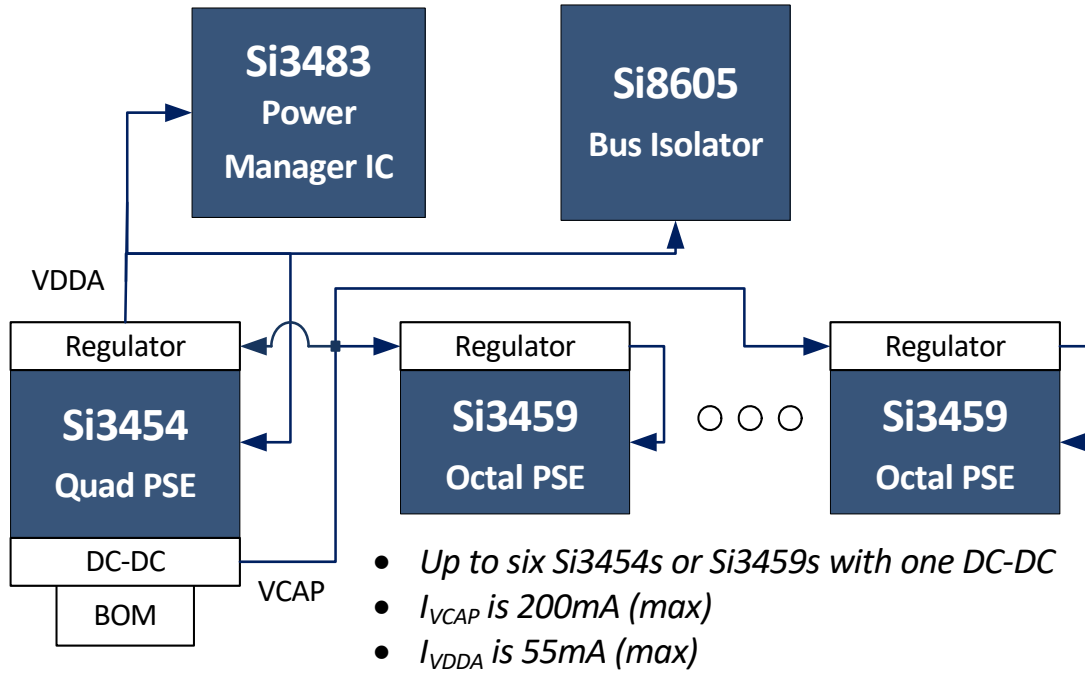 Si3483
Power
Manager IC
Si8605
Bus Isolator
VDDA
Regulator
Regulator
Regulator
Si3454
Quad PSE
Si3459
Octal PSE
Si3459
Octal PSE
DC-DC
BOM
VCAP
• Up to six Si3454s or Si3459s with one DC-DC
• IVCAP is 200mA (max)
• IVDDA is 55mA (max)